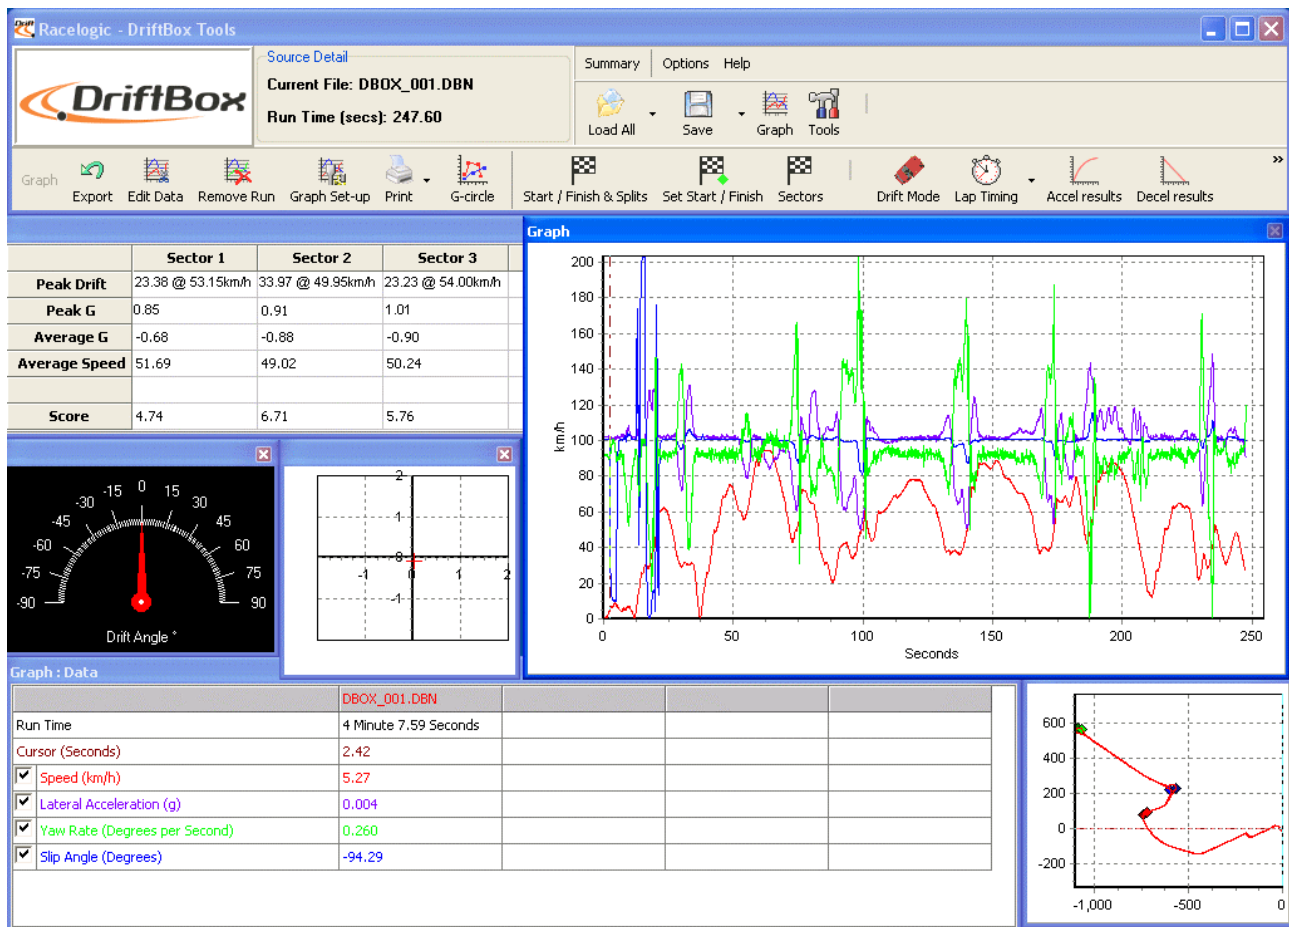 Racelogic - DriftBox Tools
DriftBox
Source Detail
Current File: DBOX_001.DBN
Run Time (secs): 247.60
Summary Options Help
Load All Save Graph Tools
Graph Export Edit Data Remove Run Graph Set-up Print G-circle Start / Finish & Splits Set Start / Finish Sectors Drift Mode Lap Timing Accel results Decel results »
Sector 1 Sector 2 Sector 3
Peak Drift 23.38 @ 53.15km/h 33.97 @ 49.95km/h 23.23 @ 54.00km/h
Peak G 0.85 0.91 1.01
Average G -0.68 -0.88 -0.90
Average Speed 51.69 49.02 50.24
Score 4.74 6.71 5.76
-90 -75 -60 -45 -30 -15 0 15 30 45 60 75 90
Drift Angle °
2
-1 0 1 2
-1
Graph
200
180
160
140
120
100
80
60
40
20
0
km/h
0 50 100 150 200 250
Seconds
Graph : Data
DBOX_001.DBN
Run Time 4 Minute 7.59 Seconds
Cursor (Seconds) 2.42
Speed (km/h) 5.27
Lateral Acceleration (g) 0.004
Yaw Rate (Degrees per Second) 0.260
Slip Angle (Degrees) -94.29
600
400
200
0
-200
-1,000 -500 0